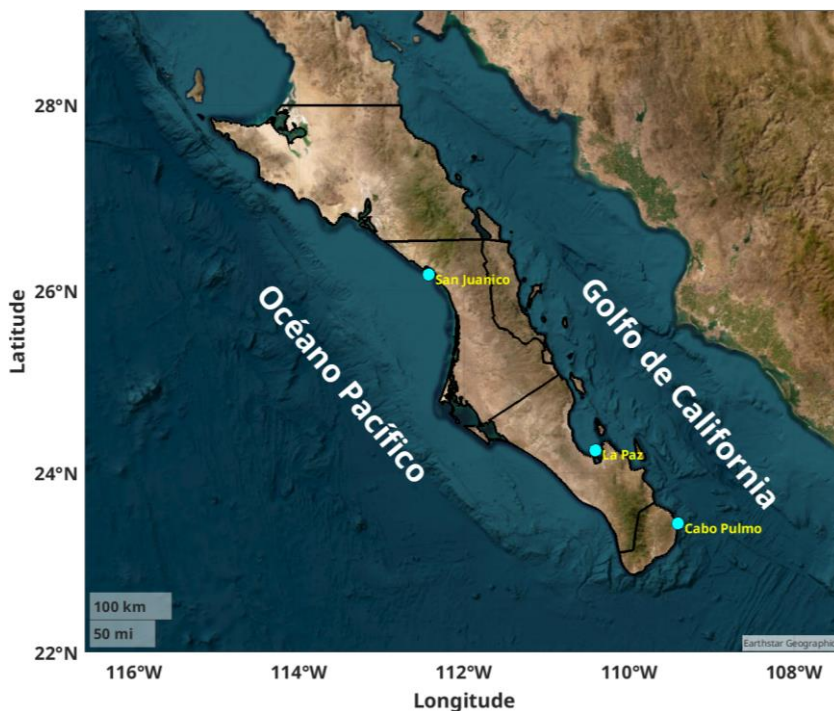 28°N
26°N
24°N
22°N
Latitude
San Juanico
Océano Pacífico
Golfo de California
La Paz
Cabo Pulmo
100 km
50 mi
Earthstar Geographic
116°W
114°W
112°W
110°W
108°W
Longitude